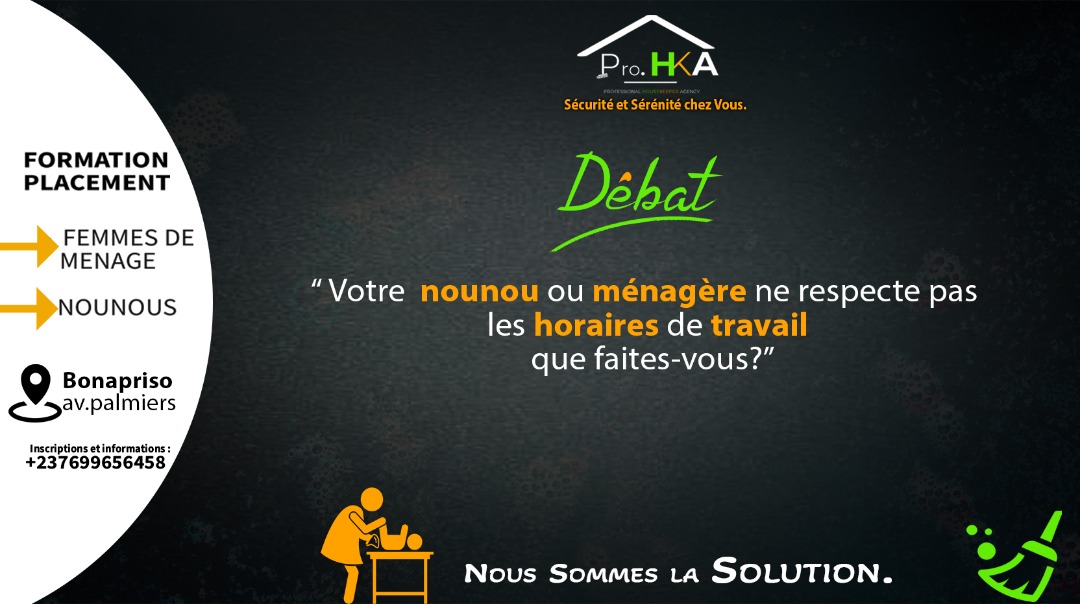 Pro.HKA
PROFESSIONAL HOUSEKEEPER AGENCY
Sécurité et Sérénité chez Vous.
Débat
“ Votre nounou ou ménagère ne respecte pas
les horaires de travail
que faites-vous?”
FORMATION
PLACEMENT
FEMMES DE
MENAGE
NOUNOUS
Bonapriso
av.palmiers
Inscriptions et informations :
+237699656458
Nous Sommes la Solution.